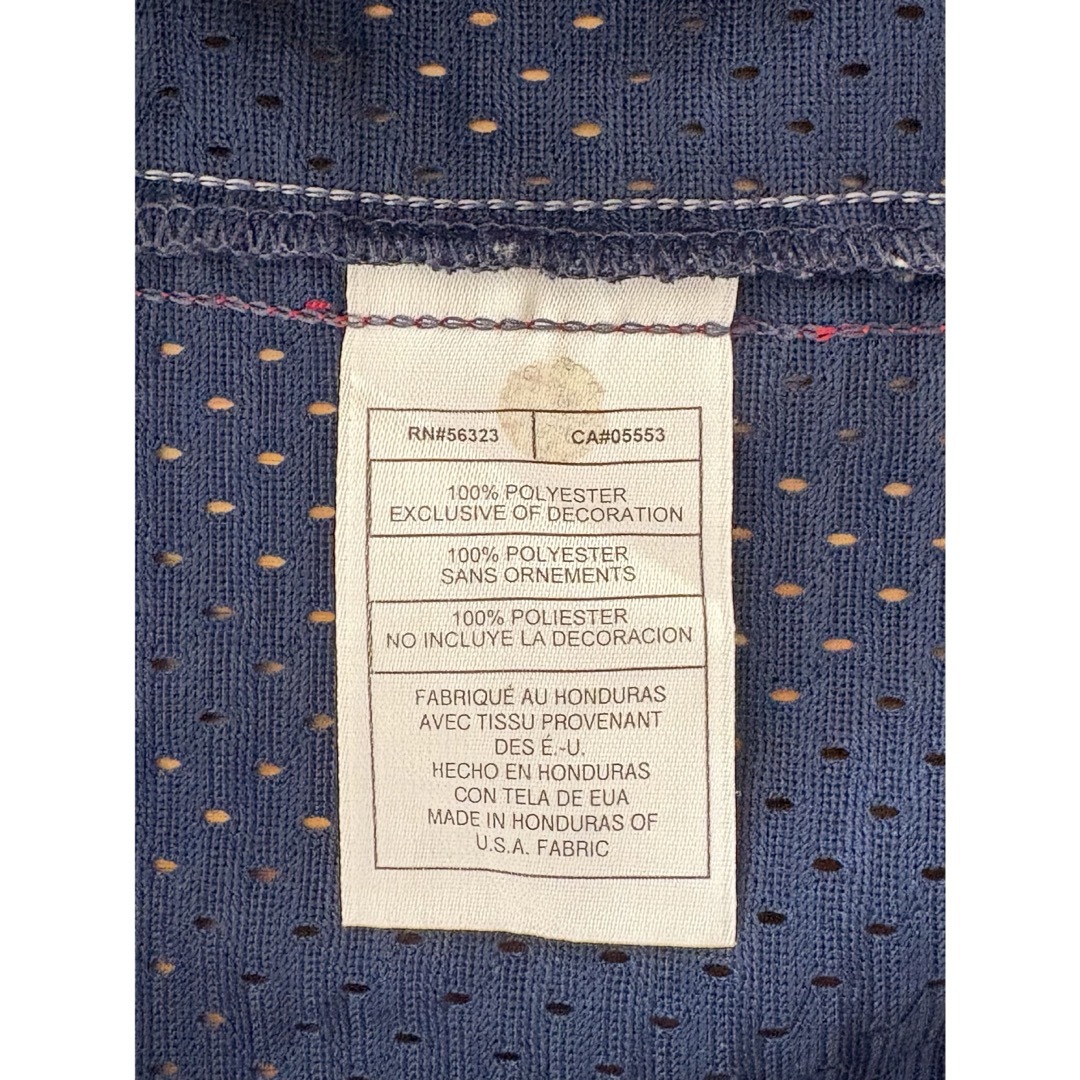 RN#56323 CA#05553
100% POLYESTER
EXCLUSIVE OF DECORATION
100% POLYESTER
SANS ORNEMENTS
100% POLIESTER
NO INCLUYE LA DECORACION
FABRIQUÉ AU HONDURAS
AVEC TISSU PROVENANT
DES É.-U.
HECHO EN HONDURAS
CON TELA DE EUA
MADE IN HONDURAS OF
U.S.A. FABRIC